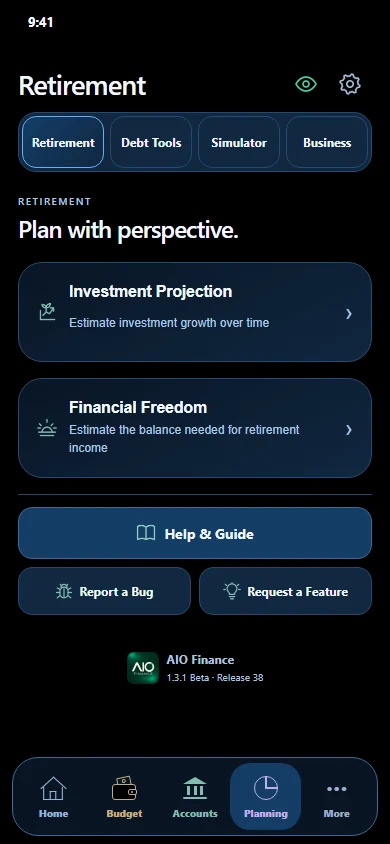 9:41
Retirement
Retirement
Debt Tools
Simulator
Business
RETIREMENT
Plan with perspective.
Investment Projection
Estimate investment growth over time
Financial Freedom
Estimate the balance needed for retirement
income
Help & Guide
Report a Bug
Request a Feature
AIO
FINANCE
AIO Finance
1.3.1 Beta · Release 38
Home
Budget
Accounts
Planning
More